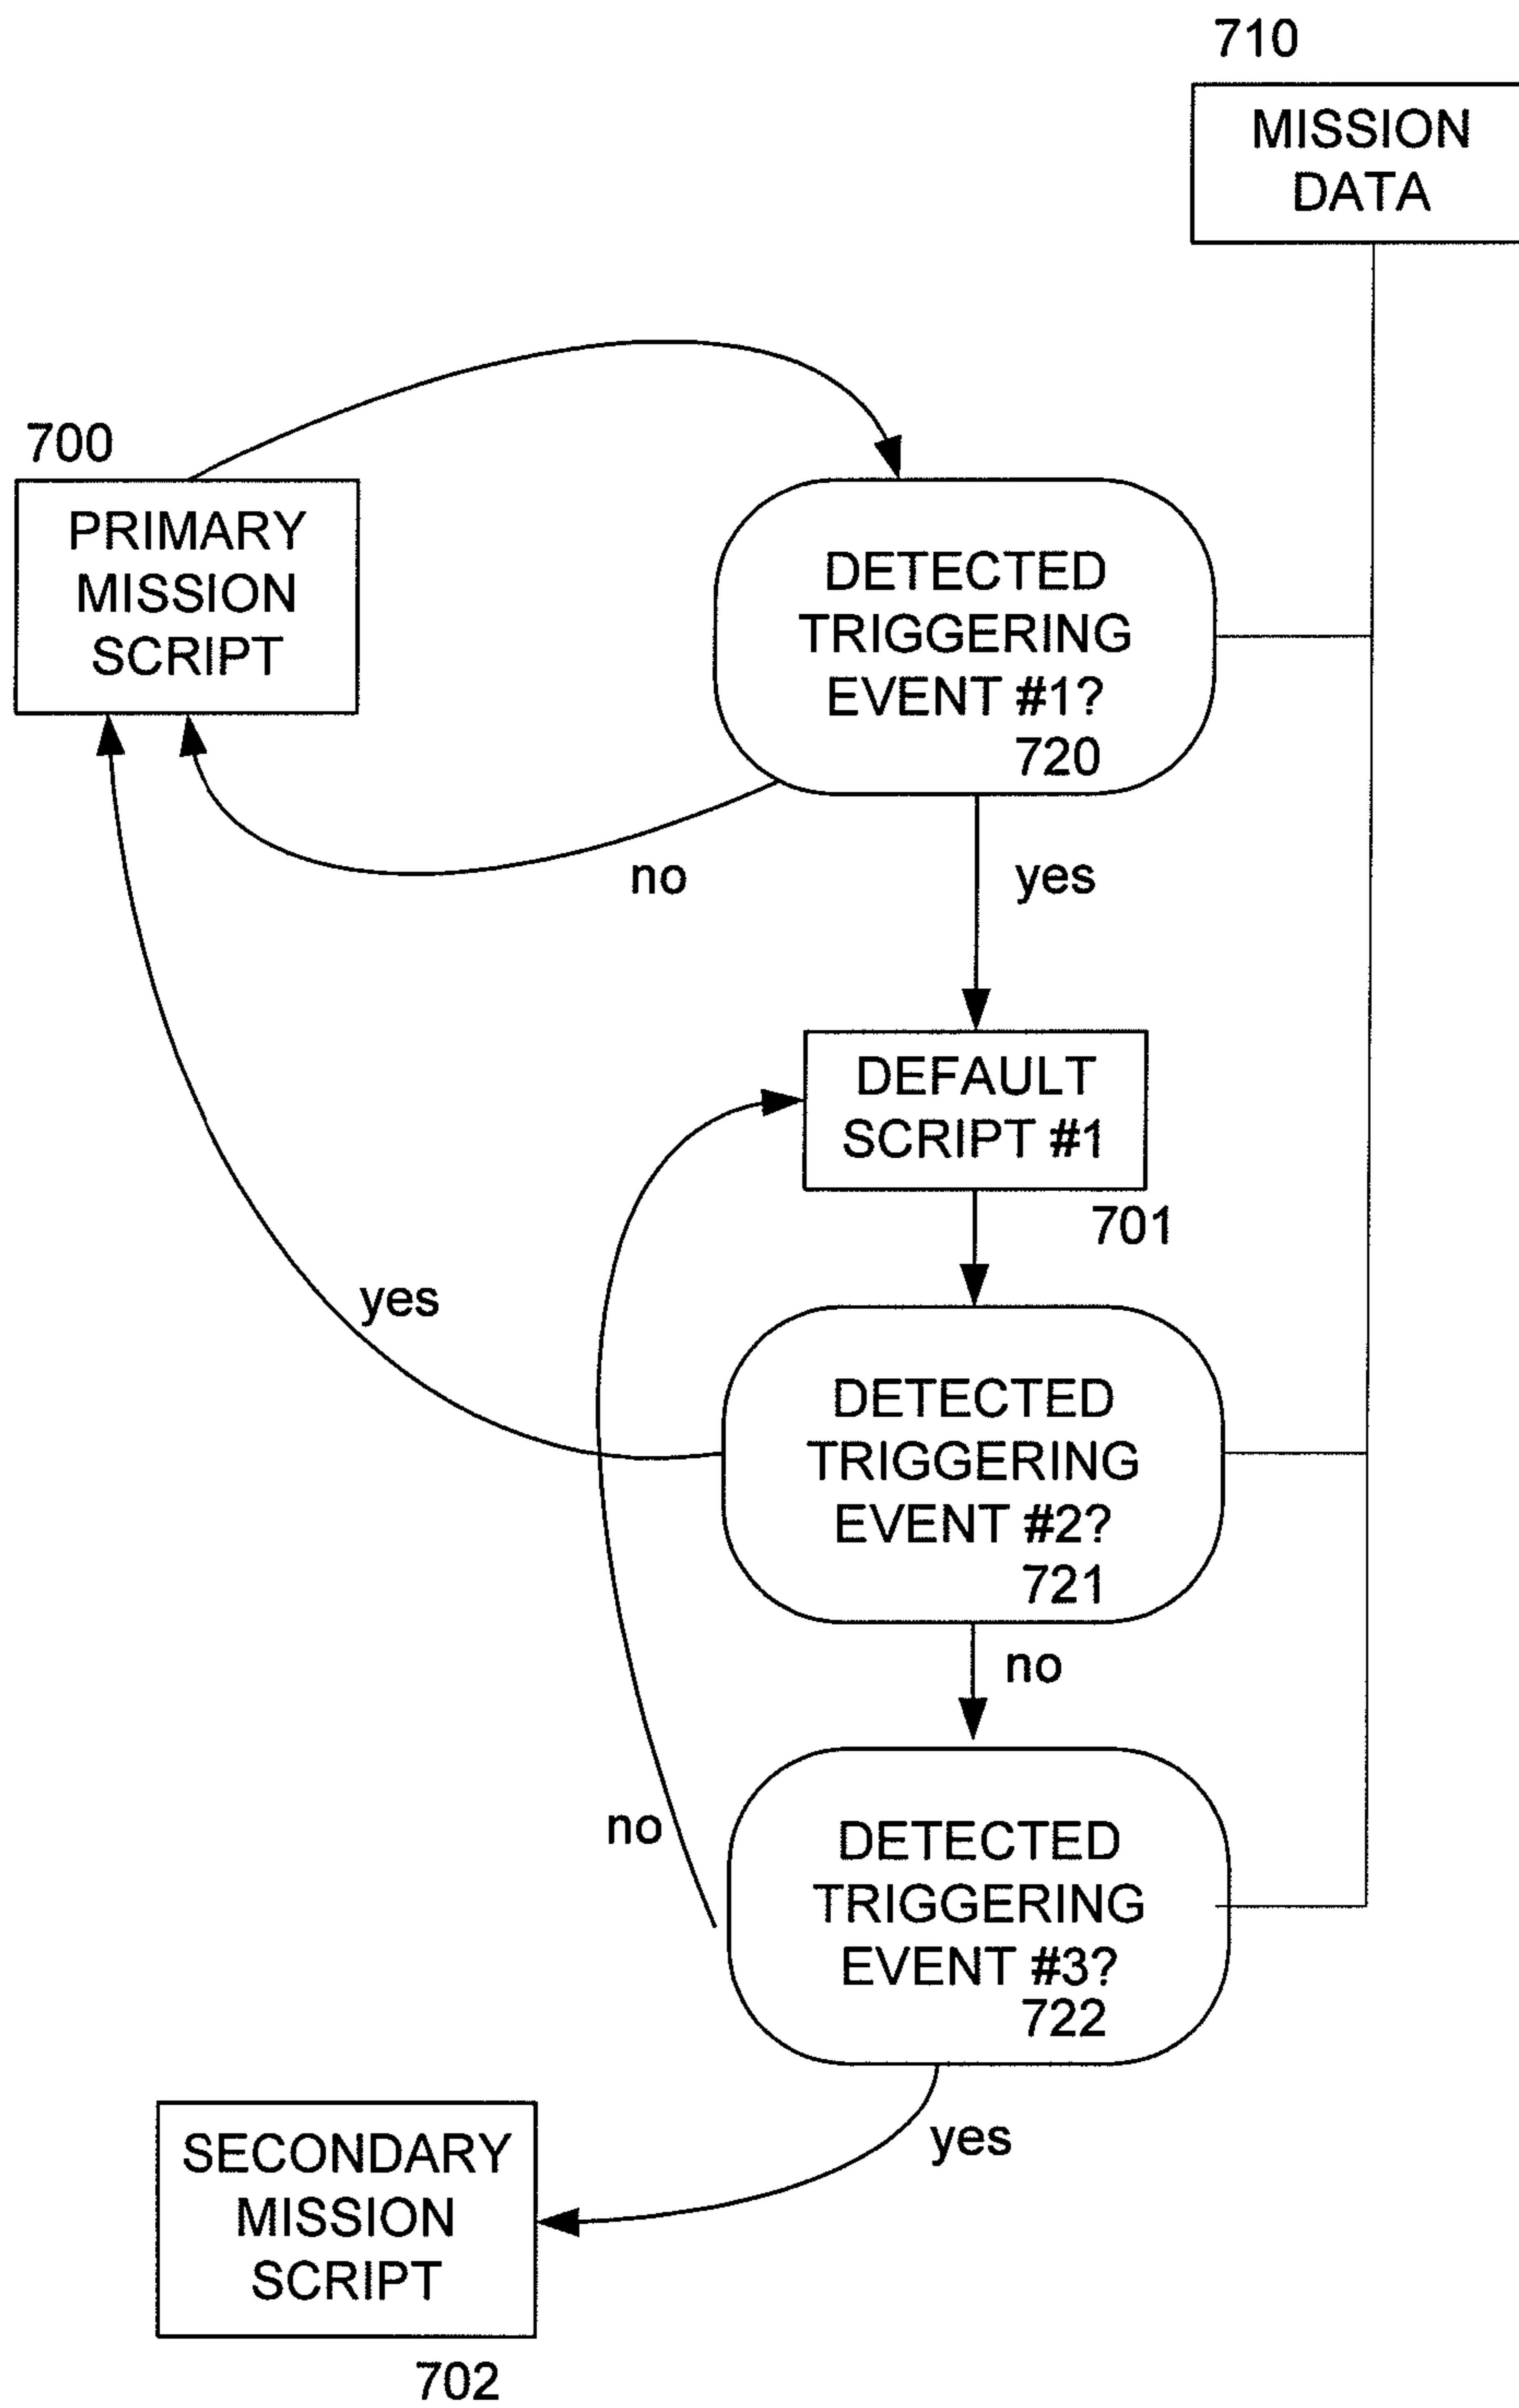 710
MISSION
DATA
700
PRIMARY
MISSION
SCRIPT
DETECTED
TRIGGERING
EVENT #1?
720
no
yes
DEFAULT
SCRIPT #1
701
yes
DETECTED
TRIGGERING
EVENT #2?
721
no
no
DETECTED
TRIGGERING
EVENT #3?
722
yes
SECONDARY
MISSION
SCRIPT
702